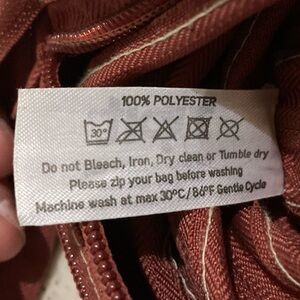 100% POLYESTER
30°
Do not Bleach, Iron, Dry clean or Tumble dry
Please zip your bag before washing
Machine wash at max 30°C / 86°F Gentle Cycle